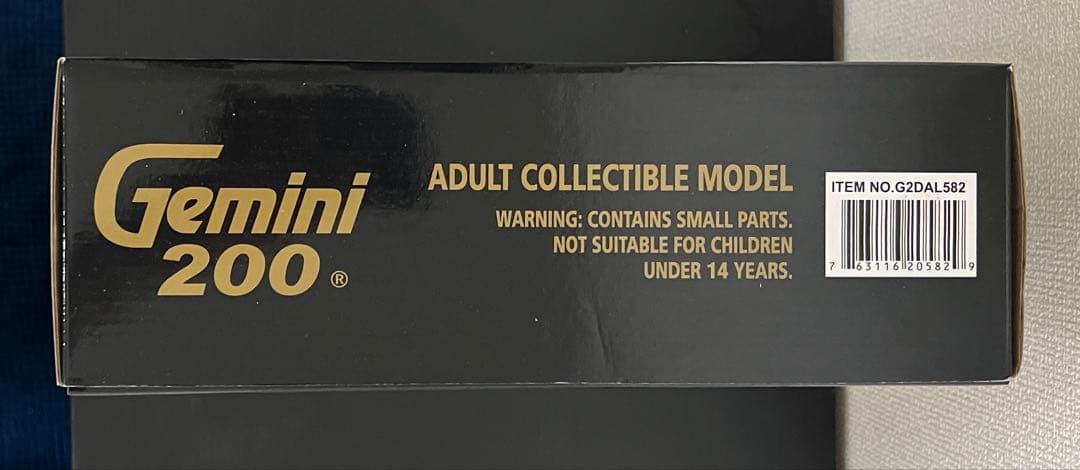 Gemini
200®
ADULT COLLECTIBLE MODEL
WARNING: CONTAINS SMALL PARTS.
NOT SUITABLE FOR CHILDREN
UNDER 14 YEARS.
ITEM NO.G2DAL582
7 63116 20582 9